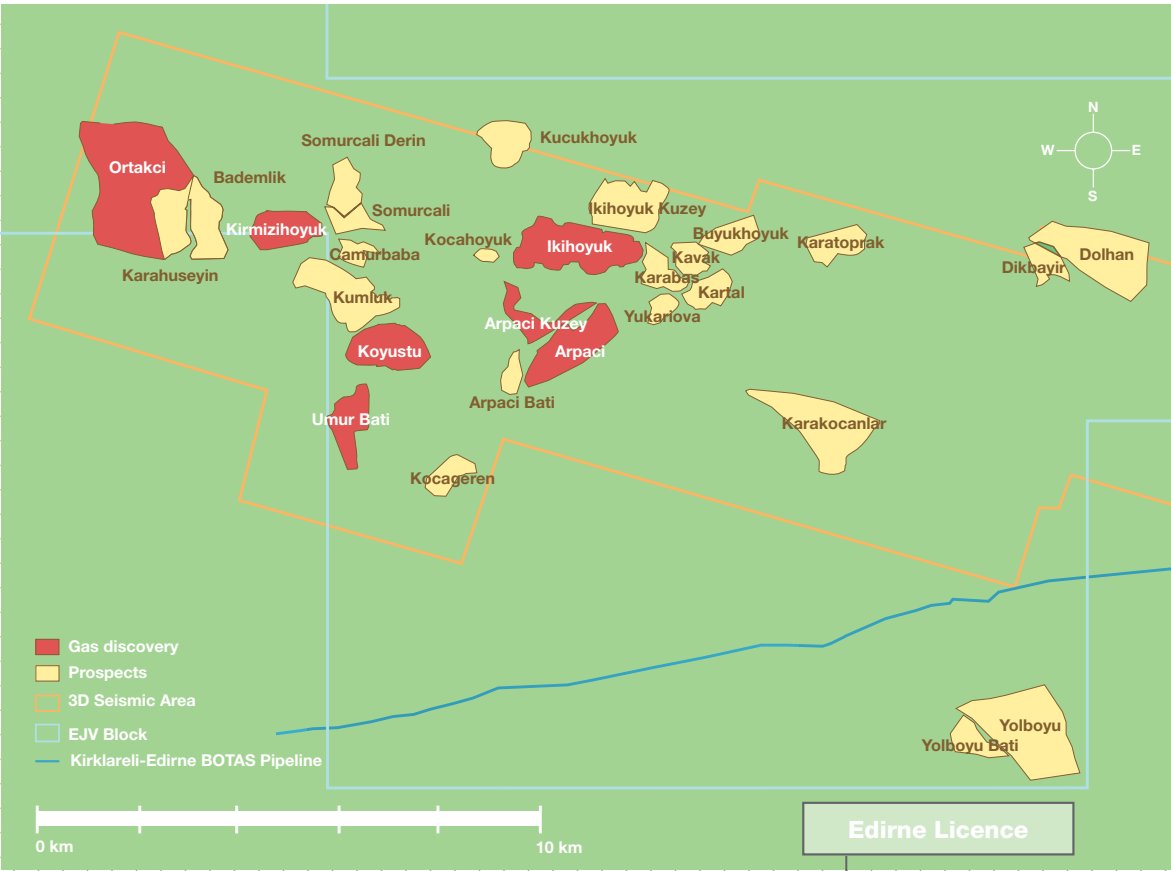 N
W
E
S
Somurcali Derin
Kucukhoyuk
Ortakci
Bademlik
Ikihoyuk Kuzey
Somurcali
Kirmizihoyuk
Kocahoyuk
Ikihoyuk
Buyukhoyuk
Karatoprak
Camurbaba
Kavak
Dolhan
Dikbayir
Karahuseyin
Karabas
Kumluk
Kartal
Yukariova
Arpaci Kuzey
Koyustu
Arpaci
Arpaci Bati
Umur Bati
Karakocanlar
Kocageren
Gas discovery
Prospects
3D Seismic Area
EJV Block
Kirklareli-Edirne BOTAS Pipeline
Yolboyu
Yolboyu Bati
0 km
10 km
Edirne Licence